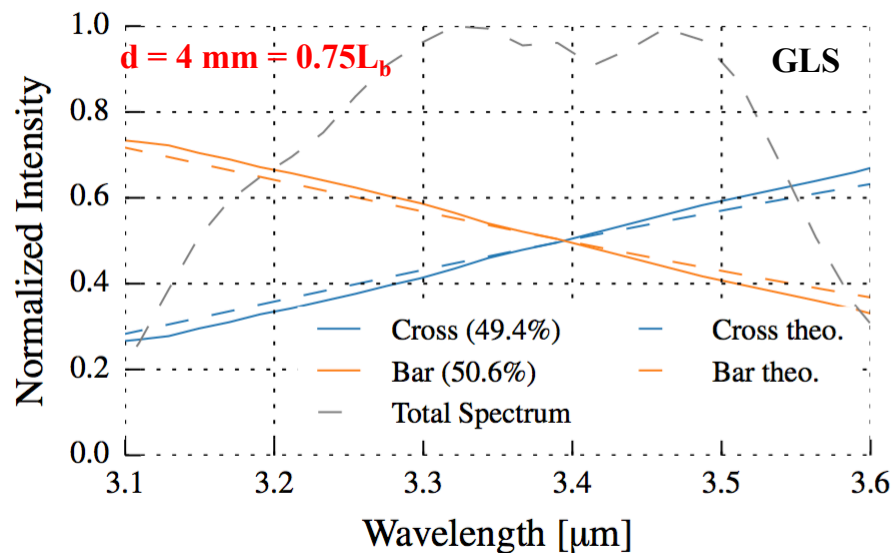 d = 4 mm = 0.75L_b
GLS
Normalized Intensity
1.0
0.8
0.6
0.4
0.2
0.0
Cross (49.4%)
Cross theo.
Bar (50.6%)
Bar theo.
Total Spectrum
3.1 3.2 3.3 3.4 3.5 3.6
Wavelength [μm]